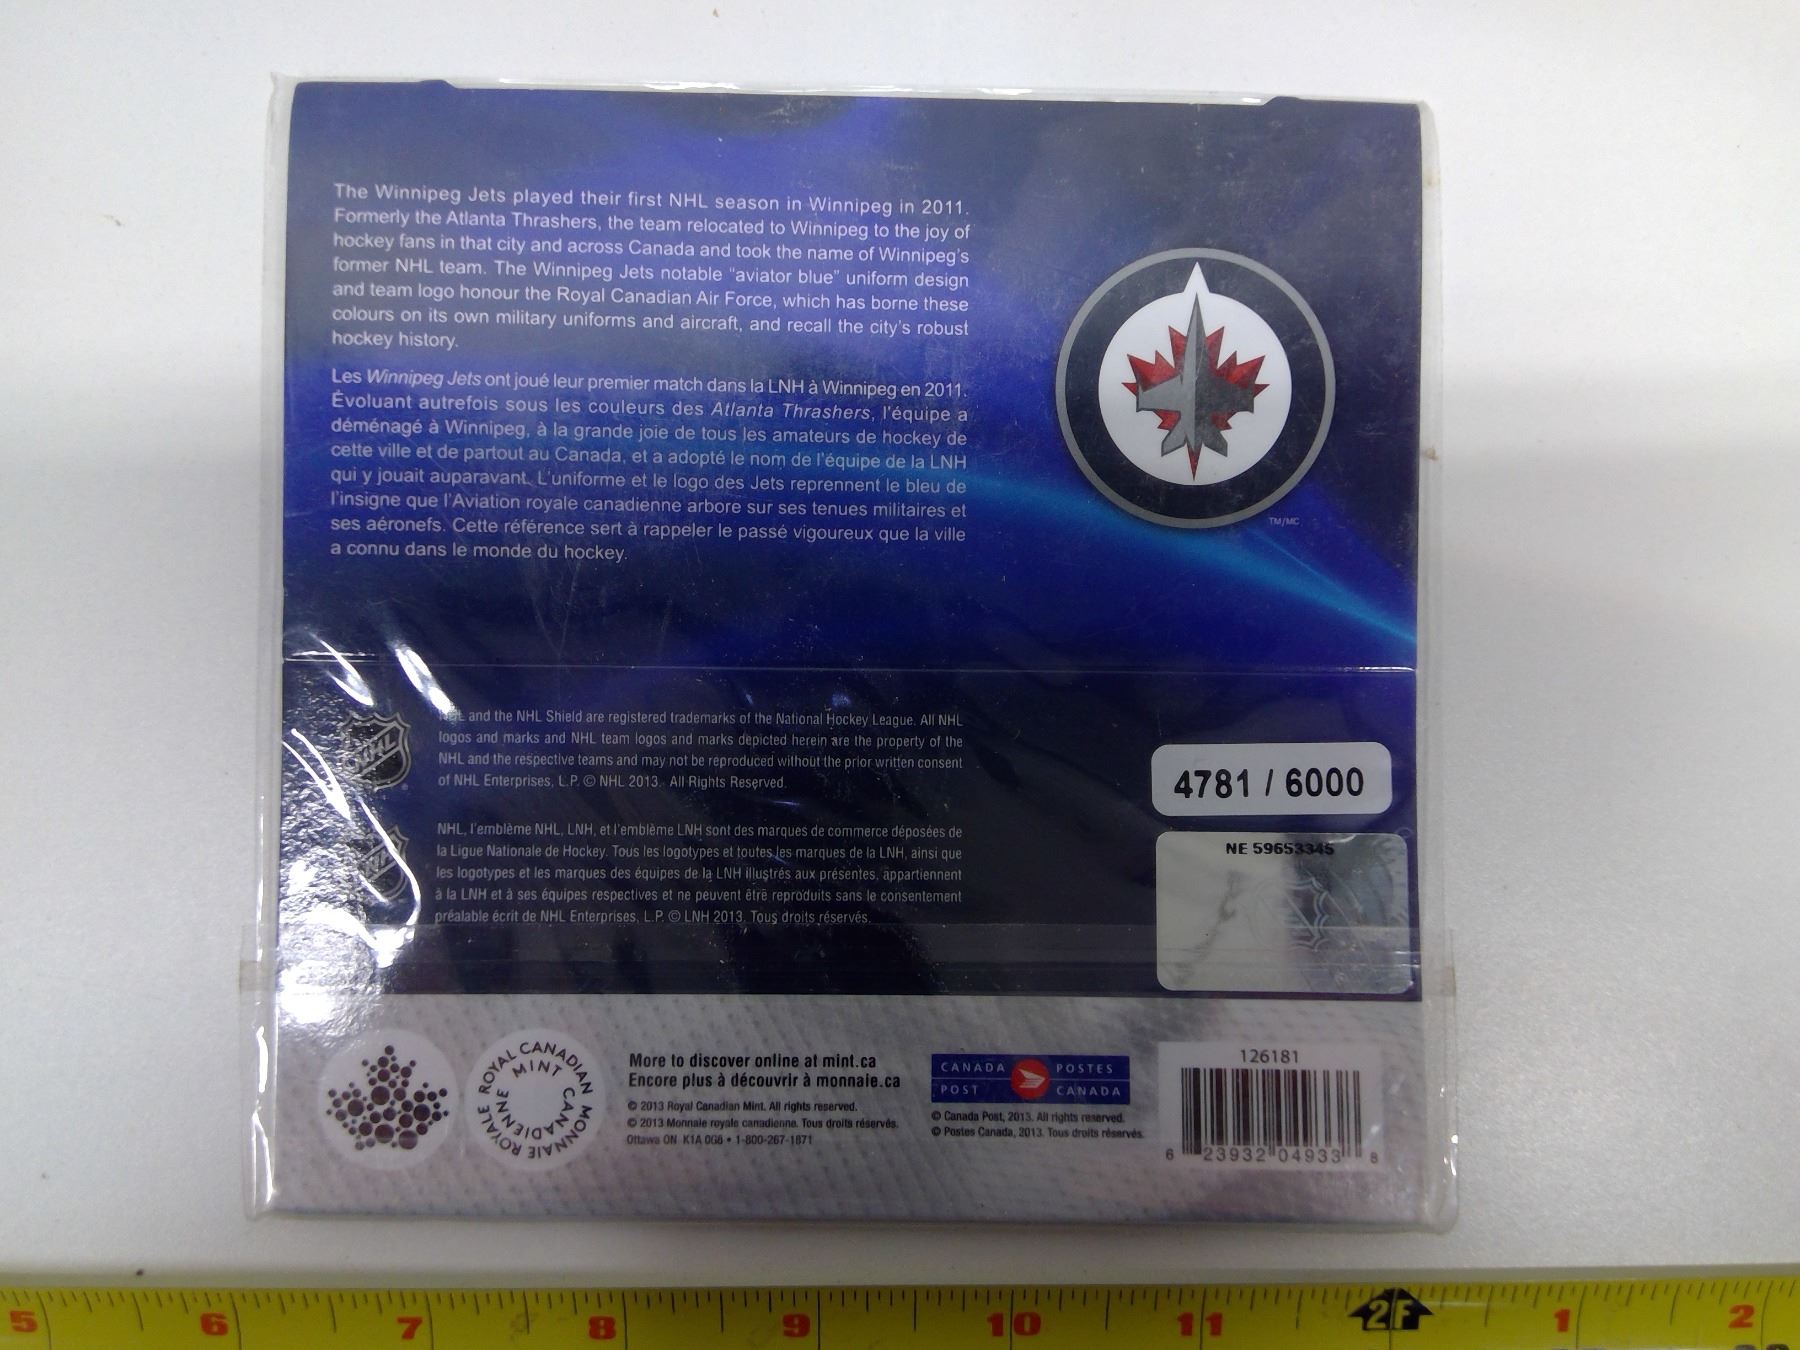 The Winnipeg Jets played their first NHL season in Winnipeg in 2011.
Formerly the Atlanta Thrashers, the team relocated to Winnipeg to the joy of
hockey fans in that city and across Canada and took the name of Winnipeg's
former NHL team. The Winnipeg Jets notable “aviator blue” uniform design
and team logo honour the Royal Canadian Air Force, which has borne these
colours on its own military uniforms and aircraft, and recall the city's robust
hockey history.
Les Winnipeg Jets ont joué leur premier match dans la LNH à Winnipeg en 2011.
Évoluant autrefois sous les couleurs des Atlanta Thrashers, l'équipe a
déménagé à Winnipeg, à la grande joie de tous les amateurs de hockey de
cette ville et de partout au Canada, et a adopté le nom de l'équipe de la LNH
qui y jouait auparavant. L'uniforme et le logo des Jets reprennent le bleu de
l'insigne que l'Aviation royale canadienne arbore sur ses tenues militaires et
ses aéronefs. Cette référence sert à rappeler le passé vigoureux que la ville
a connu dans le monde du hockey.
TM/MC
NHL
NHL and the NHL Shield are registered trademarks of the National Hockey League. All NHL
logos and marks and NHL team logos and marks depicted herein are the property of the
NHL and the respective teams and may not be reproduced without the prior written consent
of NHL Enterprises, L.P. © NHL 2013. All Rights Reserved.
NHL, l'emblème NHL, LNH, et l'emblème LNH sont des marques de commerce déposées de
la Ligue Nationale de Hockey. Tous les logotypes et toutes les marques de la LNH, ainsi que
les logotypes et les marques des équipes de la LNH illustrés aux présentes, appartiennent
à la LNH et à ses équipes respectives et ne peuvent être reproduits sans le consentement
préalable écrit de NHL Enterprises, L.P. © LNH 2013. Tous droits réservés.
4781 / 6000
NE 59653345
ROYAL CANADIAN MINT
MONNAIE ROYALE CANADIENNE
More to discover online at mint.ca
Encore plus à découvrir à monnaie.ca
© 2013 Royal Canadian Mint. All rights reserved.
© 2013 Monnaie royale canadienne. Tous droits réservés.
Ottawa ON K1A 0G8 • 1-800-267-1871
CANADA POSTES
POST CANADA
© Canada Post, 2013. All rights reserved.
© Postes Canada, 2013. Tous droits réservés.
126181
6 23932 04933 8
5 6 7 8 9 10 11 2F 1 2